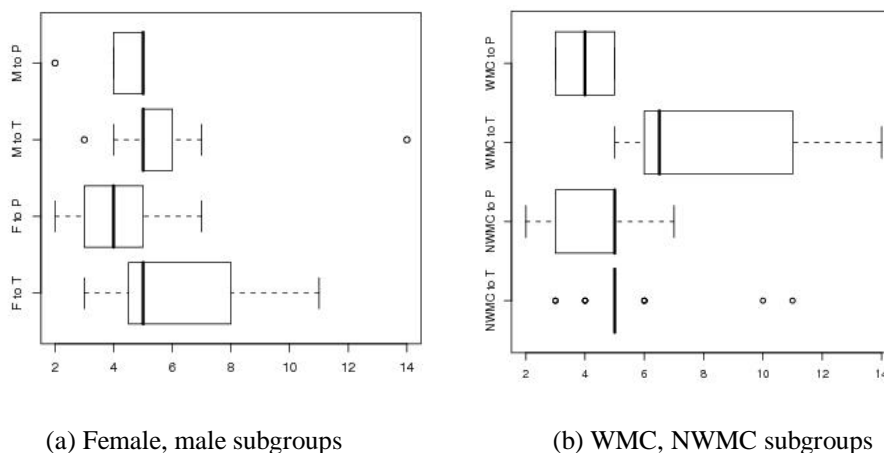 M to P
M to T
F to P
F to T
2 4 6 8 10 12 14
(a) Female, male subgroups
WMC to P
WMC to T
NWMC to P
NWMC to T
2 4 6 8 10 12 14
(b) WMC, NWMC subgroups